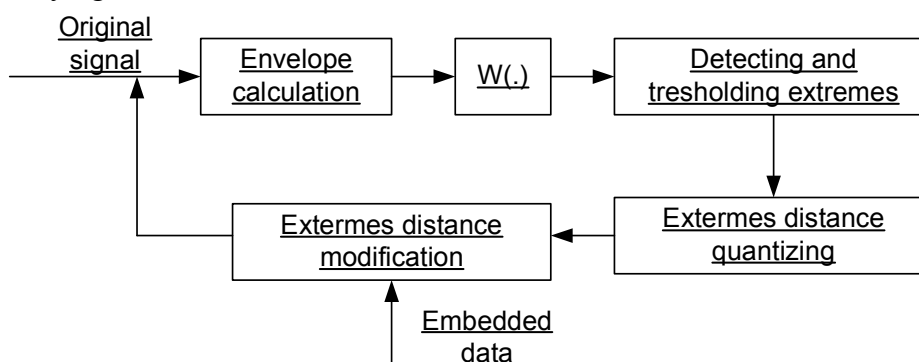 Original
signal
Envelope
calculation
W(.)
Detecting and
tresholding extremes
Extermes distance
modification
Extermes distance
quantizing
Embedded
data